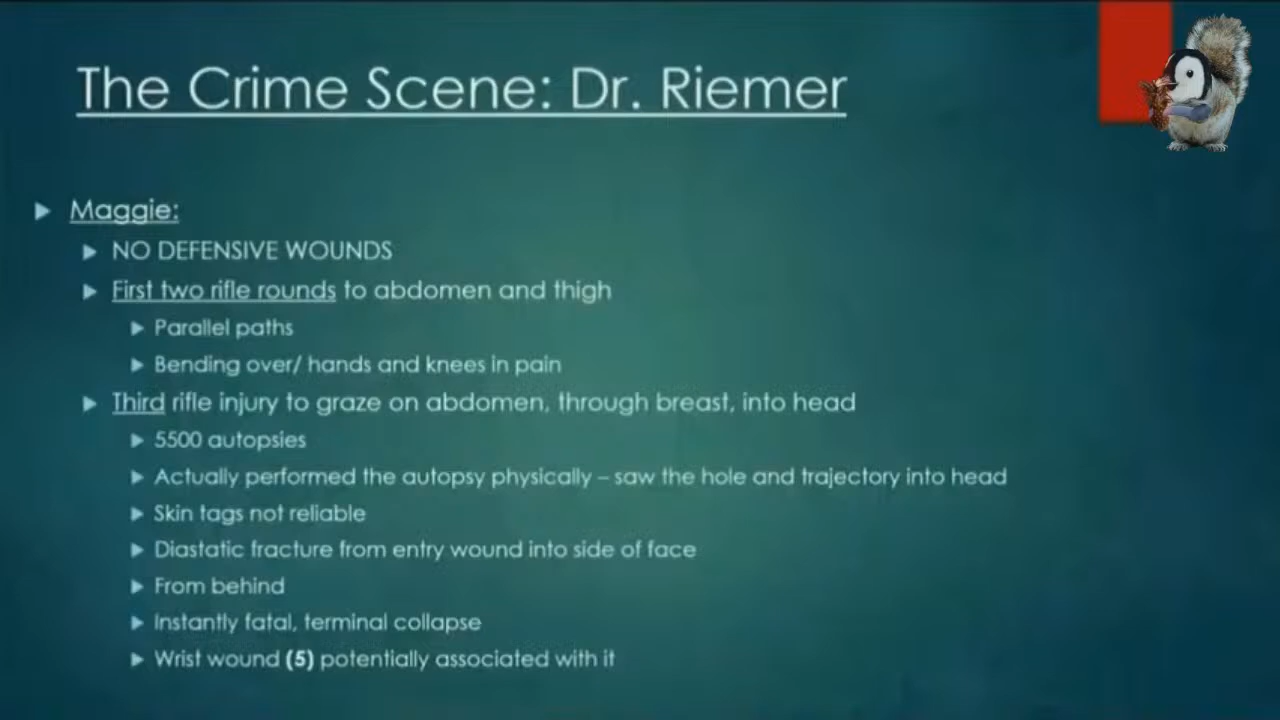 The Crime Scene: Dr. Riemer
Maggie:
NO DEFENSIVE WOUNDS
First two rifle rounds to abdomen and thigh
Parallel paths
Bending over/ hands and knees in pain
Third rifle injury to graze on abdomen, through breast, into head
5500 autopsies
Actually performed the autopsy physically – saw the hole and trajectory into head
Skin tags not reliable
Diastatic fracture from entry wound into side of face
From behind
Instantly fatal, terminal collapse
Wrist wound (5) potentially associated with it